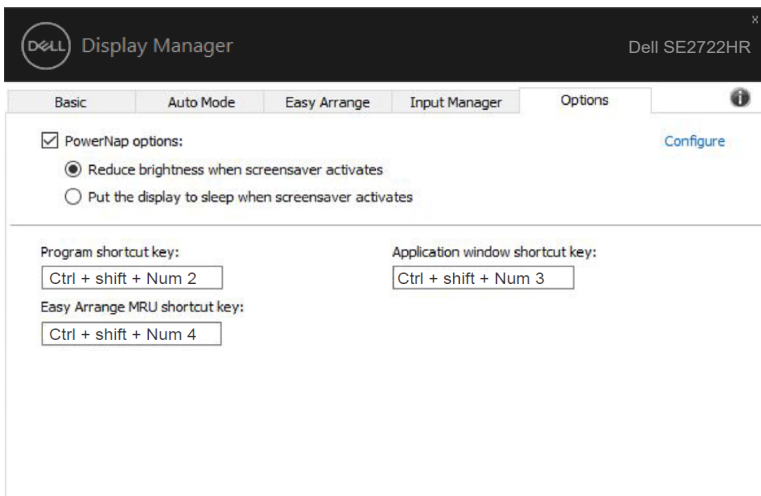 x
DELL Display Manager
Dell SE2722HR
Basic
Auto Mode
Easy Arrange
Input Manager
Options
i
PowerNap options:
Configure
Reduce brightness when screensaver activates
Put the display to sleep when screensaver activates
Program shortcut key:
Application window shortcut key:
Ctrl + shift + Num 2
Ctrl + shift + Num 3
Easy Arrange MRU shortcut key:
Ctrl + shift + Num 4